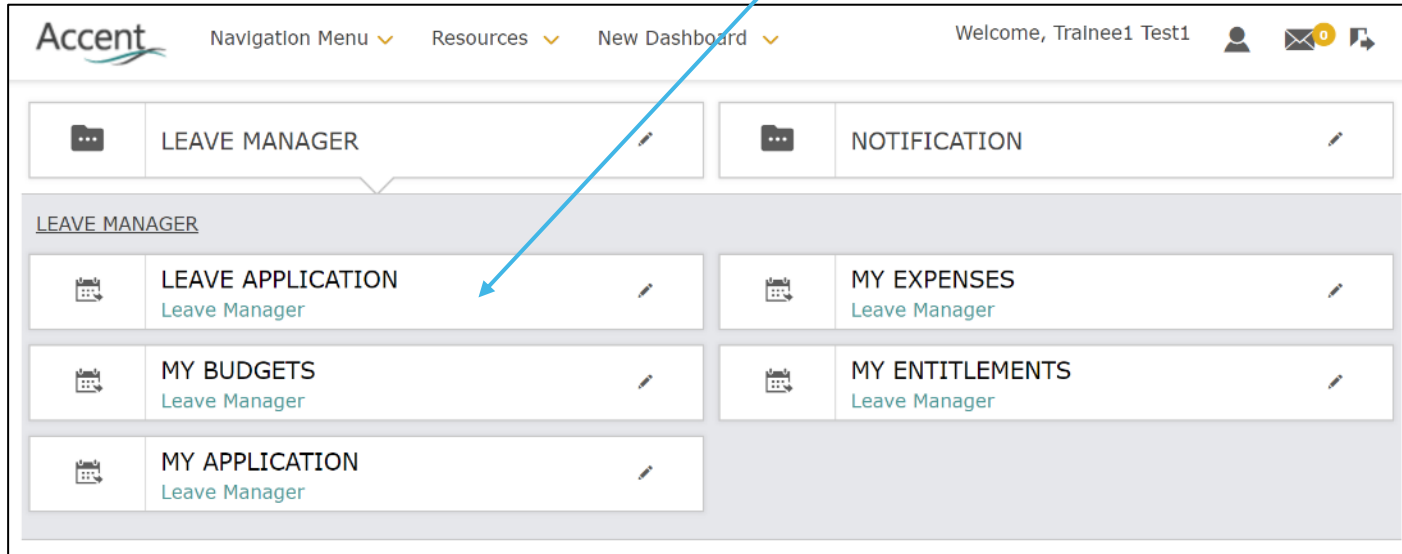 Accent Navigation Menu Resources New Dashboard Welcome, Trainee1 Test1 0
LEAVE MANAGER NOTIFICATION
LEAVE MANAGER
LEAVE APPLICATION MY EXPENSES
Leave Manager Leave Manager
MY BUDGETS MY ENTITLEMENTS
Leave Manager Leave Manager
MY APPLICATION
Leave Manager